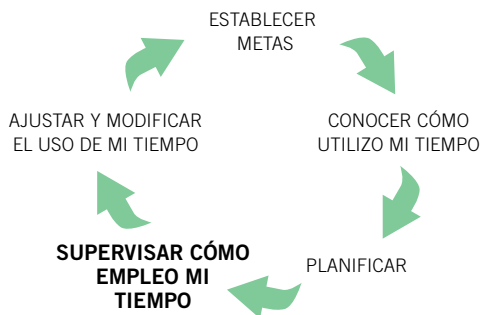 ESTABLECER
METAS
CONOCER CÓMO
UTILIZO MI TIEMPO
PLANIFICAR
SUPERVISAR CÓMO
EMPLEO MI
TIEMPO
AJUSTAR Y MODIFICAR
EL USO DE MI TIEMPO